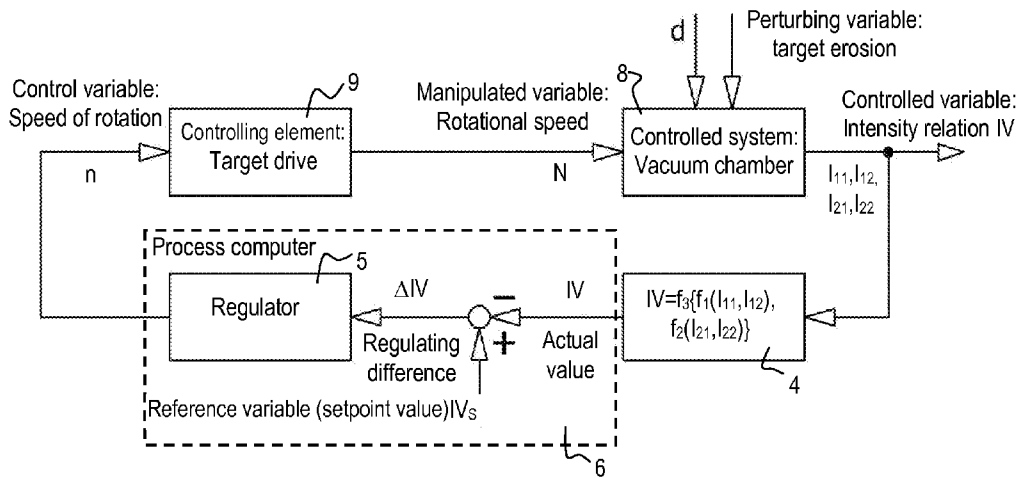 Perturbing variable:
target erosion
d
8
9
Control variable:
Speed of rotation
Controlling element:
Target drive
Manipulated variable:
Rotational speed
Controlled system:
Vacuum chamber
Controlled variable:
Intensity relation IV
n
N
I₁₁,I₁₂,
I₂₁,I₂₂
Process computer
5
Regulator
ΔIV
−
+
IV
Actual
value
Regulating
difference
IV=f₃{f₁(I₁₁,I₁₂),
f₂(I₂₁,I₂₂)}
4
Reference variable (setpoint value)IVₛ
6